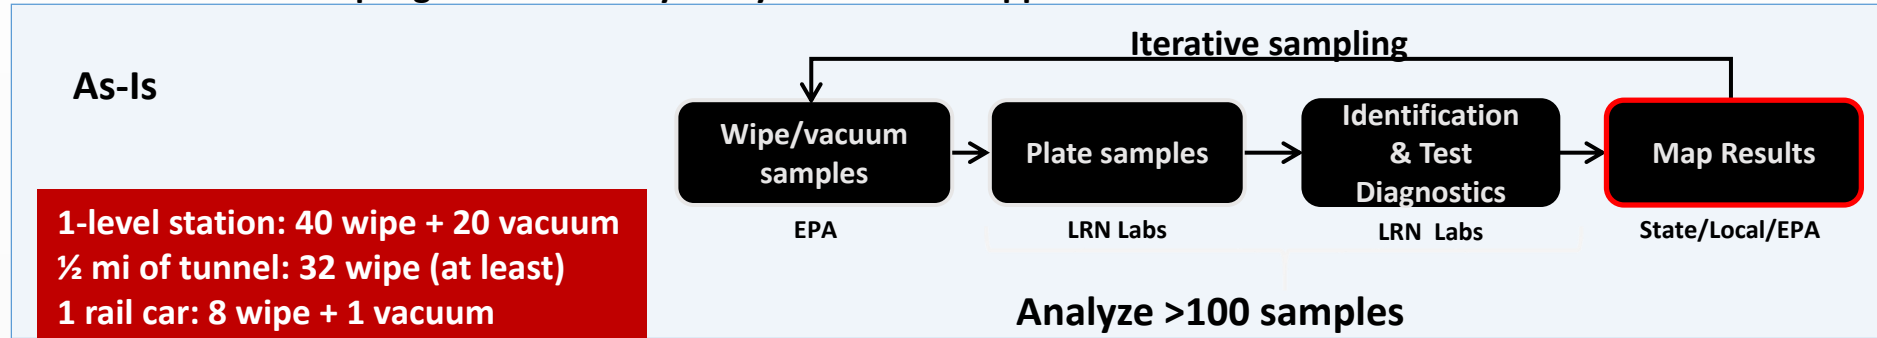 Iterative sampling
As-Is
Wipe/vacuum
samples
Plate samples
Identification
& Test
Diagnostics
Map Results
EPA
LRN Labs
LRN Labs
State/Local/EPA
1-level station: 40 wipe + 20 vacuum
½ mi of tunnel: 32 wipe (at least)
1 rail car: 8 wipe + 1 vacuum
Analyze >100 samples